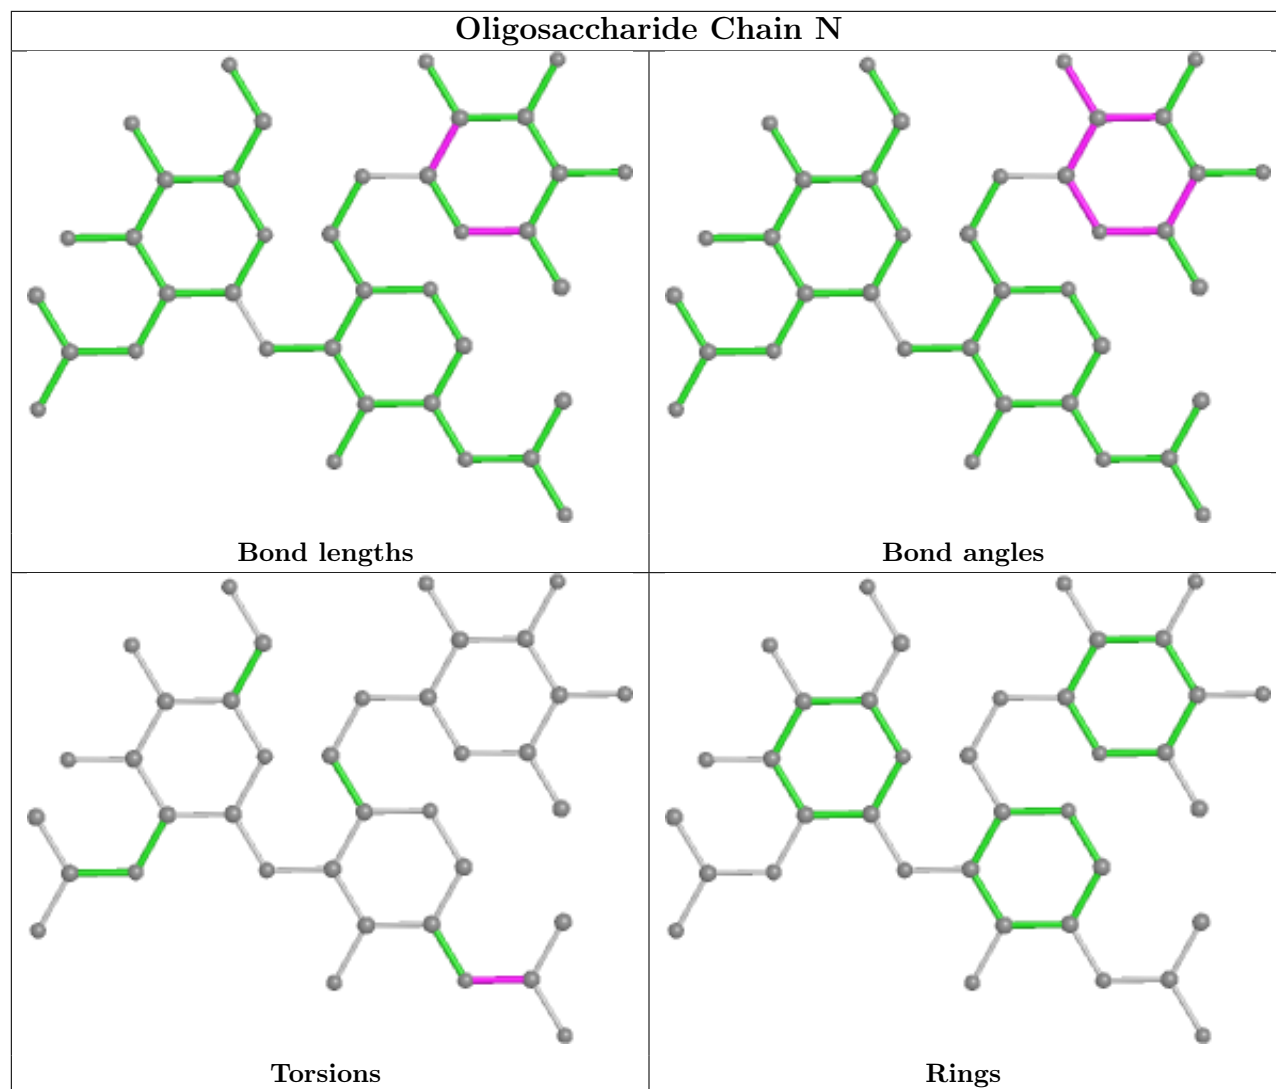 Oligosaccharide Chain N
Bond lengths
Bond angles
Torsions
Rings